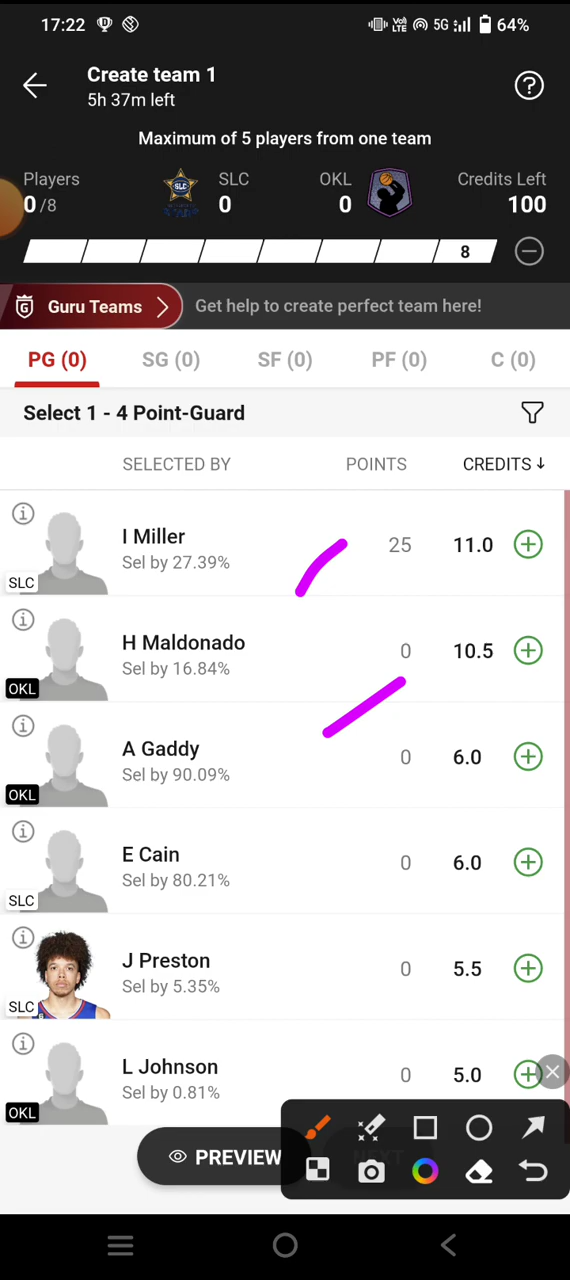 17:22 Vo) LTE 5G 64%
Create team 1
5h 37m left
?
Maximum of 5 players from one team
Players SLC OKL Credits Left
0/8 SLC 0 0 100
8
G Guru Teams Get help to create perfect team here!
PG (0) SG (0) SF (0) PF (0) C (0)
Select 1 - 4 Point-Guard
SELECTED BY POINTS CREDITS↓
I Miller 25 11.0
Sel by 27.39%
SLC
H Maldonado 0 10.5
Sel by 16.84%
OKL
A Gaddy 0 6.0
Sel by 90.09%
OKL
E Cain 0 6.0
Sel by 80.21%
SLC
J Preston 0 5.5
Sel by 5.35%
SLC
L Johnson 0 5.0
Sel by 0.81%
OKL
PREVIEW NEXT